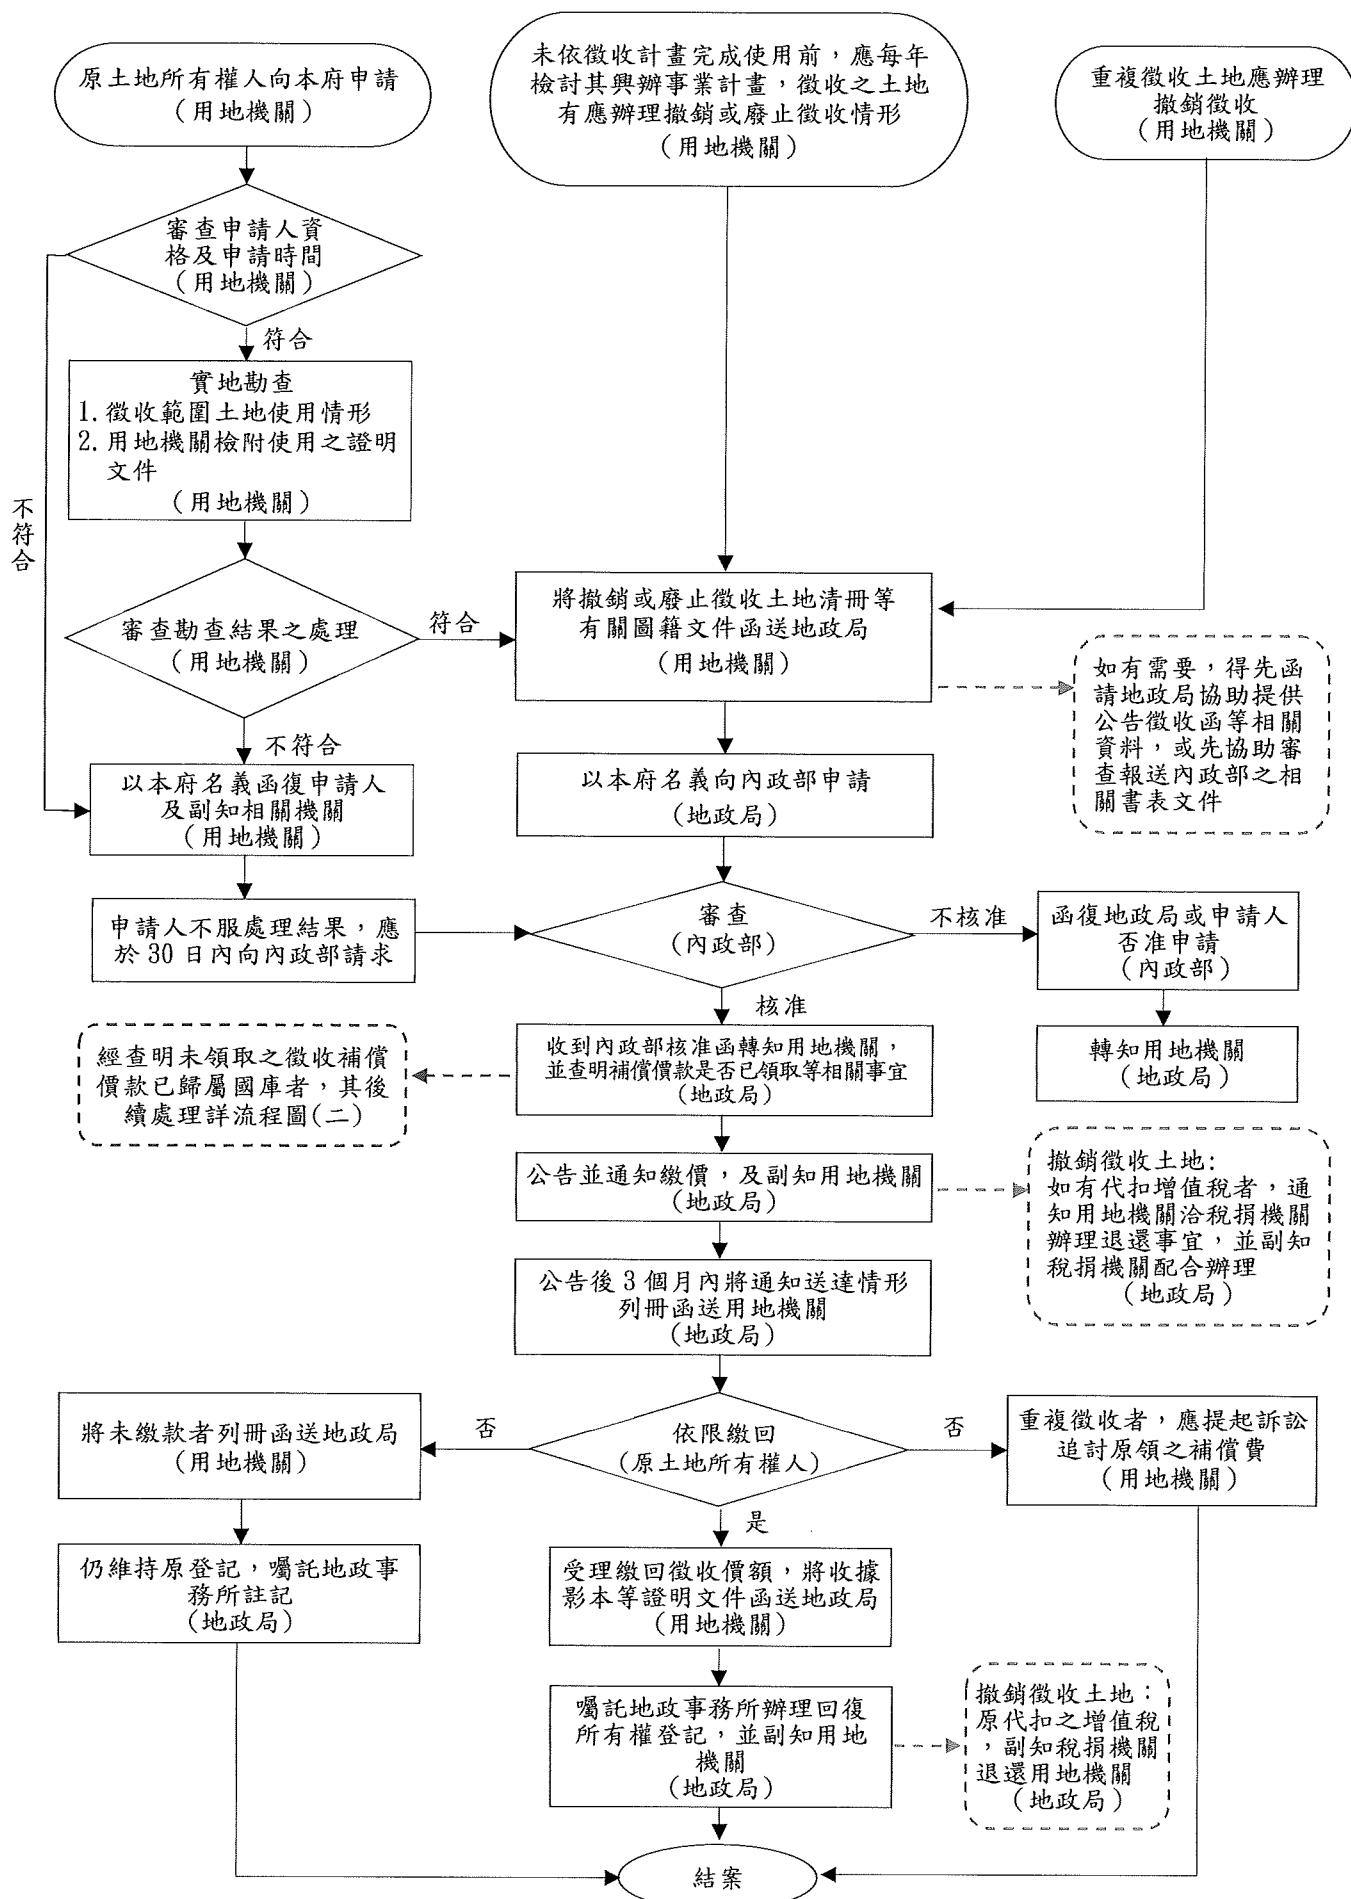 原土地所有權人向本府申請
(用地機關)
未依徵收計畫完成使用前，應每年
檢討其興辦事業計畫，徵收之土地
有應辦理撤銷或廢止徵收情形
(用地機關)
重複徵收土地應辦理
撤銷徵收
(用地機關)
審查申請人資
格及申請時間
(用地機關)
符合
不符合
實地勘查
1.徵收範圍土地使用情形
2.用地機關檢附使用之證明
文件
(用地機關)
審查勘查結果之處理
(用地機關)
符合
不符合
將撤銷或廢止徵收土地清冊等
有關圖籍文件函送地政局
(用地機關)
如有需要，得先函
請地政局協助提供
公告徵收函等相關
資料，或先協助審
查報送內政部之相
關書表文件
以本府名義函復申請人
及副知相關機關
(用地機關)
以本府名義向內政部申請
(地政局)
申請人不服處理結果，應
於30日內向內政部請求
審查
(內政部)
不核准
函復地政局或申請人
否准申請
(內政部)
核准
轉知用地機關
(地政局)
收到內政部核准函轉知用地機關，
並查明補償價款是否已領取等相關事宜
(地政局)
經查明未領取之徵收補償
價款已歸屬國庫者，其後
續處理詳流程圖(二)
公告並通知繳價，及副知用地機關
(地政局)
撤銷徵收土地:
如有代扣增值稅者，通
知用地機關洽稅捐機關
辦理退還事宜，並副知
稅捐機關配合辦理
(地政局)
公告後3個月內將通知送達情形
列冊函送用地機關
(地政局)
依限繳回
(原土地所有權人)
否
否
是
將未繳款者列冊函送地政局
(用地機關)
重複徵收者，應提起訴訟
追討原領之補償費
(用地機關)
仍維持原登記，囑託地政事
務所註記
(地政局)
受理繳回徵收價額，將收據
影本等證明文件函送地政局
(用地機關)
囑託地政事務所辦理回復
所有權登記，並副知用地
機關
(地政局)
撤銷徵收土地：
原代扣之增值稅
，副知稅捐機關
退還用地機關
(地政局)
結案